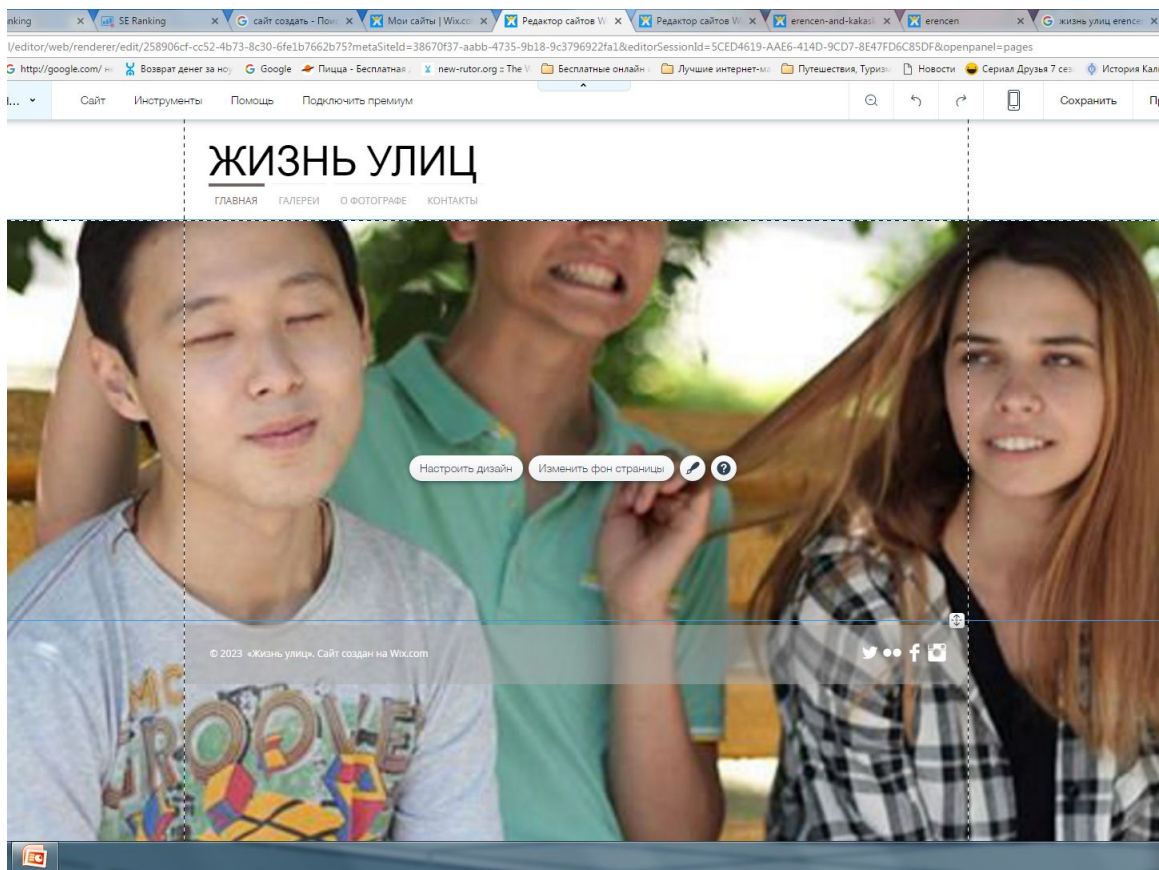 nking SE Ranking сайт создать - Пои Мои сайты | Wix.co Редактор сайтов W Редактор сайтов W erencen-and-kakas erencen жизнь улиц erence
l/editor/web/renderer/edit/258906cf-cc52-4b73-8c30-6fe1b7662b75?metaSiteId=38670f37-aabb-4735-9b18-9c3796922fa1&editorSessionId=5CED4619-AAE6-414D-9CD7-8E47FD6C85DF&openpanel=pages
http://google.com/ не Возврат денег за но Google Пицца - Бесплатная new-rutor.org :: The Бесплатные онлайн Лучшие интернет-ма Путешествия, Туриз Новости Сериал Друзья 7 сез История Кал
Сайт Инструменты Помощь Подключить премиум Сохранить
ЖИЗНЬ УЛИЦ
ГЛАВНАЯ ГАЛЕРЕИ О ФОТОГРАФЕ КОНТАКТЫ
Настроить дизайн Изменить фон страницы ?
© 2023 «Жизнь улиц». Сайт создан на Wix.com
MC
GROOVE